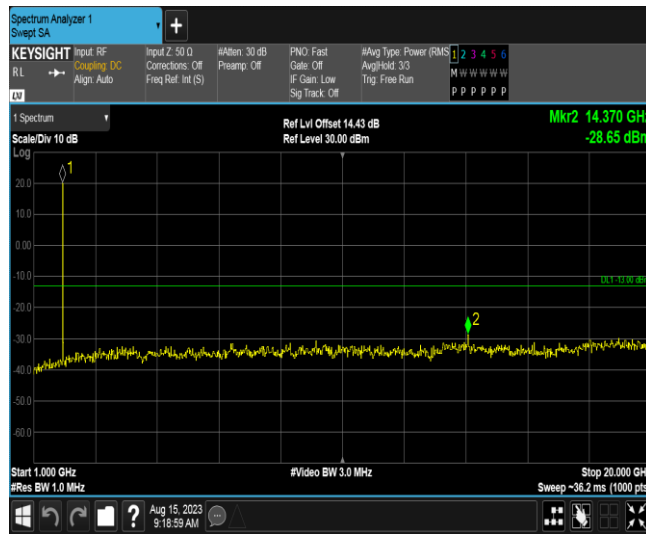 Spectrum Analyzer 1
Swept SA
+
KEYSIGHT
RL
LXI
Input: RF
Coupling: DC
Align: Auto
Input Z: 50 Ω
Corrections: Off
Freq Ref: Int (S)
#Atten: 30 dB
Preamp: Off
PNO: Fast
Gate: Off
IF Gain: Low
Sig Track: Off
#Avg Type: Power (RMS
Avg|Hold: 3/3
Trig: Free Run
1 2 3 4 5 6
M W W W W W
P P P P P P
1 Spectrum
Scale/Div 10 dB
Ref Lvl Offset 14.43 dB
Ref Level 30.00 dBm
Mkr2 14.370 GHz
-28.65 dBm
Log
1
20.0
10.0
0.00
-10.0
DL1 -13.00 dBm
-20.0
2
-30.0
-40.0
-50.0
-60.0
Start 1.000 GHz
#Res BW 1.0 MHz
#Video BW 3.0 MHz
Stop 20.000 GH
Sweep ~36.2 ms (1000 pts
?
Aug 15, 2023
9:18:59 AM